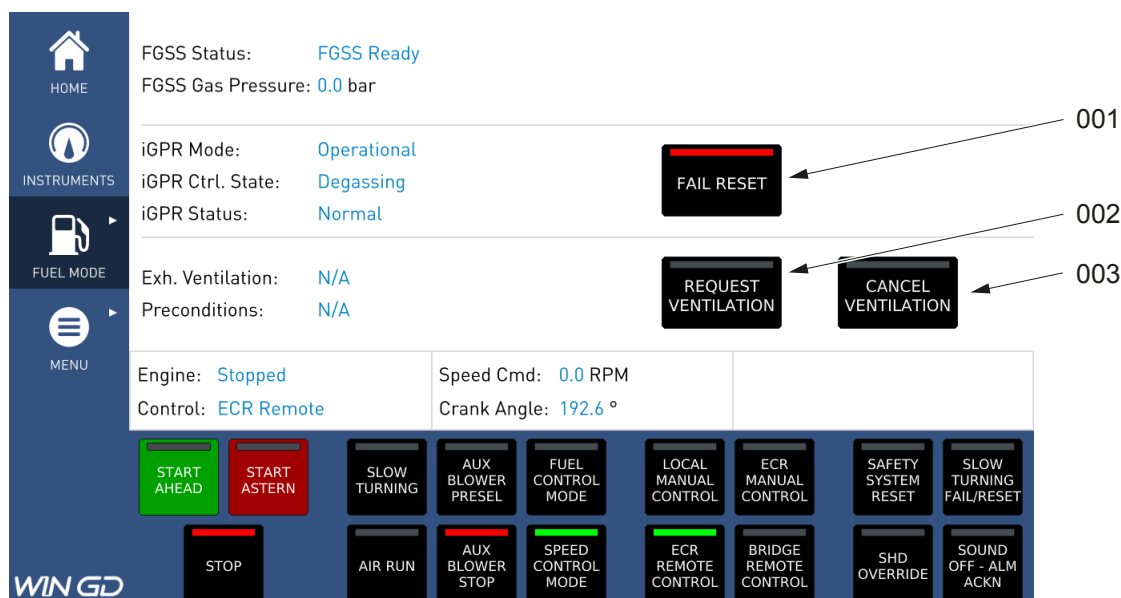 HOME
FGSS Status: FGSS Ready
FGSS Gas Pressure: 0.0 bar
001
INSTRUMENTS
iGPR Mode: Operational
iGPR Ctrl. State: Degassing
iGPR Status: Normal
FAIL RESET
002
FUEL MODE
Exh. Ventilation: N/A
Preconditions: N/A
REQUEST
VENTILATION
CANCEL
VENTILATION
003
MENU
Engine: Stopped
Control: ECR Remote
Speed Cmd: 0.0 RPM
Crank Angle: 192.6 °
START
AHEAD
START
ASTERN
SLOW
TURNING
AUX
BLOWER
PRESEL
FUEL
CONTROL
MODE
LOCAL
MANUAL
CONTROL
ECR
MANUAL
CONTROL
SAFETY
SYSTEM
RESET
SLOW
TURNING
FAIL/RESET
STOP
AIR RUN
AUX
BLOWER
STOP
SPEED
CONTROL
MODE
ECR
REMOTE
CONTROL
BRIDGE
REMOTE
CONTROL
SHD
OVERRIDE
SOUND
OFF - ALM
ACKN
WIN GD